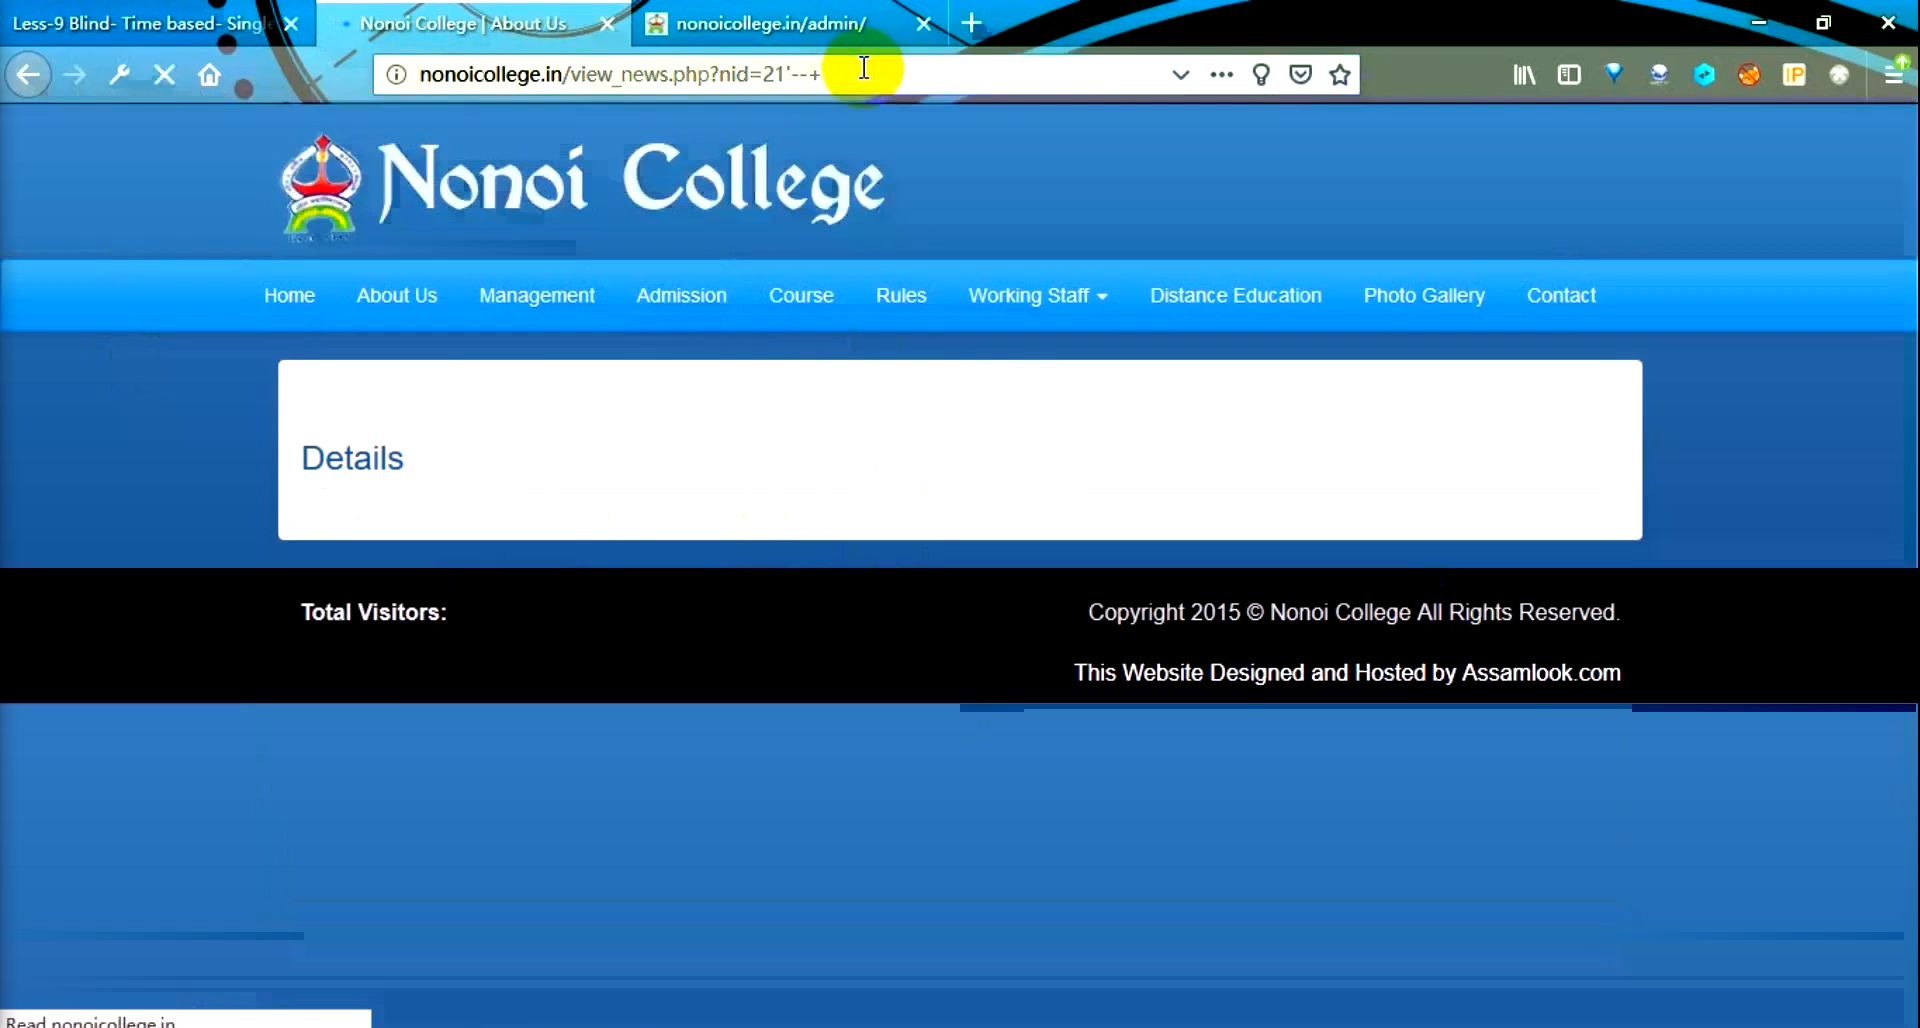 Less-9 Blind- Time based- Single
Nonoi College | About Us
nonoicollege.in/admin/
nonoicollege.in/view_news.php?nid=21'--+
IP
Nonoi College
Home About Us Management Admission Course Rules Working Staff Distance Education Photo Gallery Contact
Details
Total Visitors:
Copyright 2015 © Nonoi College All Rights Reserved.
This Website Designed and Hosted by Assamlook.com
Read nonoicollege.in